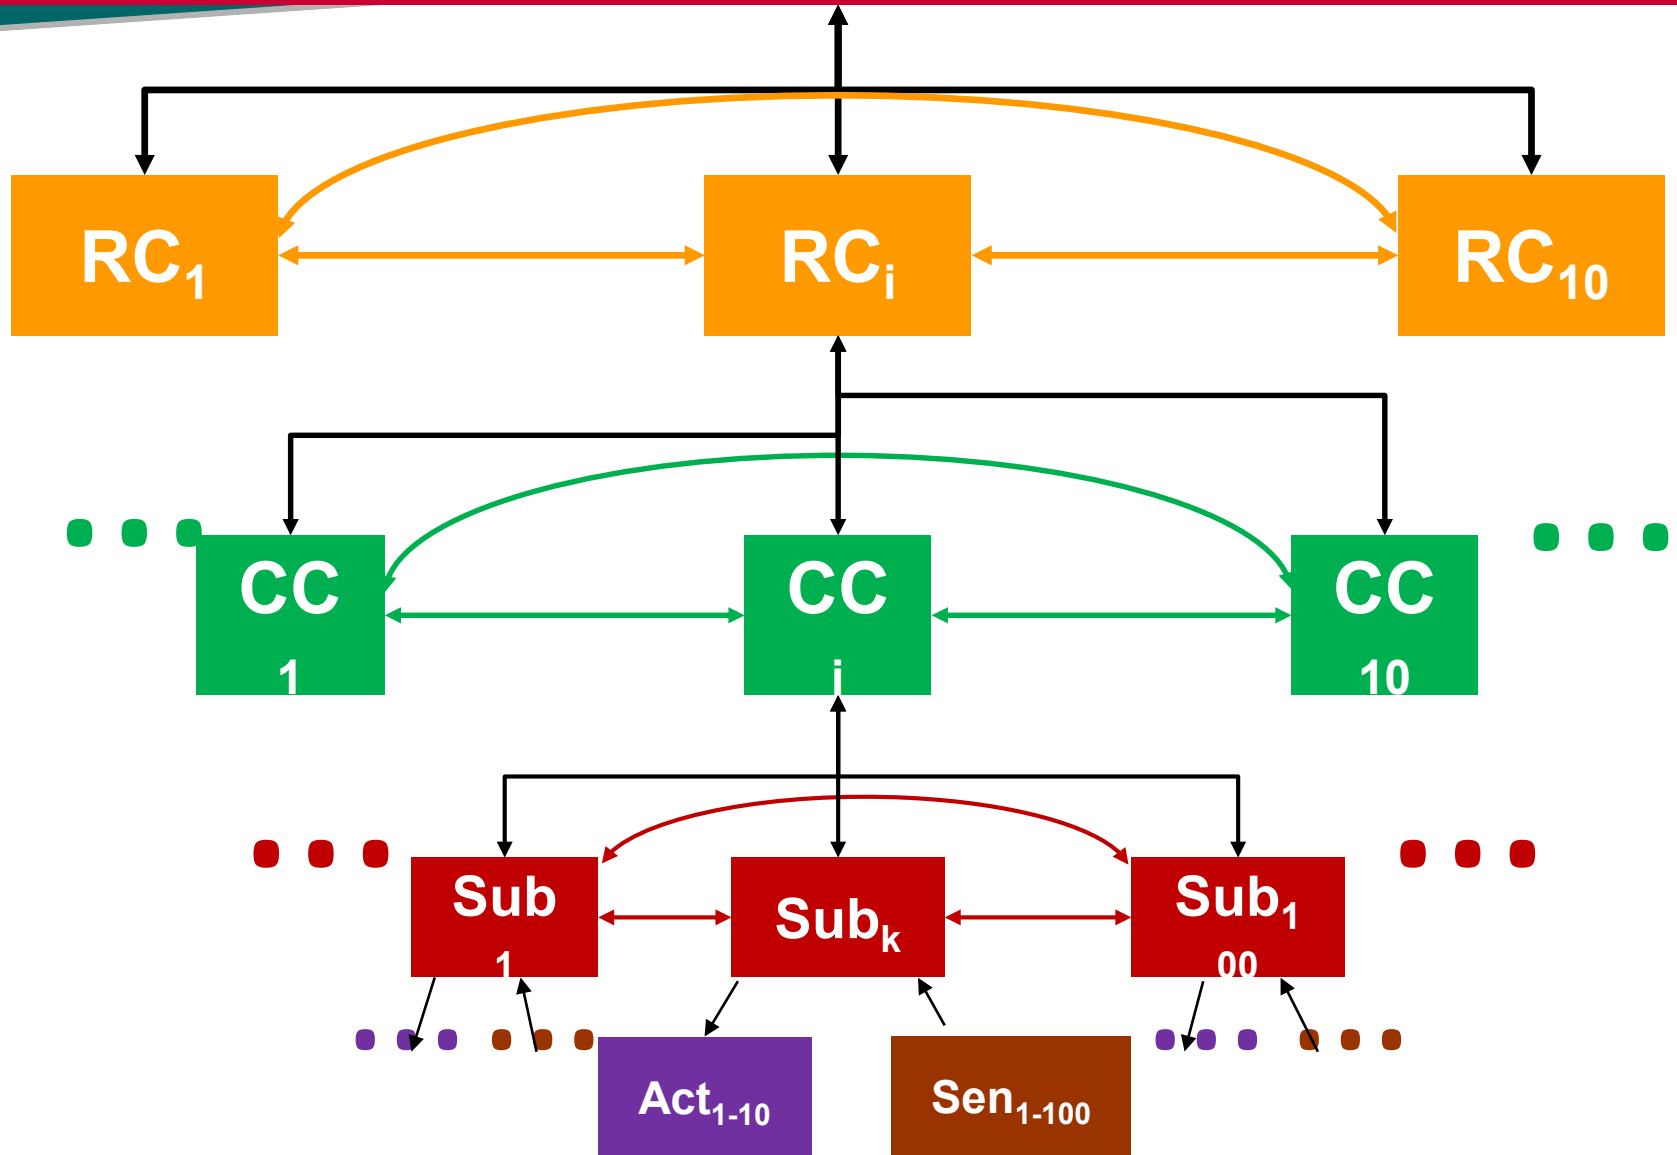 RC1
RCi
RC10
CC
1
CC
i
CC
10
Sub
1
Subk
Sub1
00
Act1-10
Sen1-100